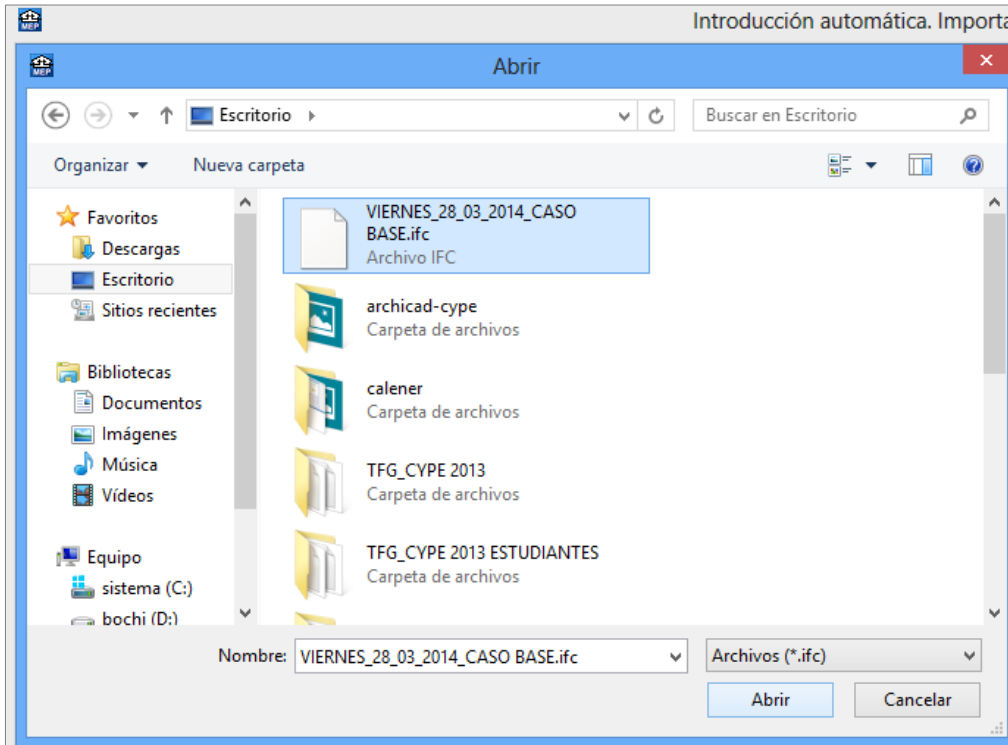 MEP
Introducción automática. Importa
MEP
Abrir
Escritorio
Buscar en Escritorio
Organizar
Nueva carpeta
Favoritos
Descargas
Escritorio
Sitios recientes
Bibliotecas
Documentos
Imágenes
Música
Vídeos
Equipo
sistema (C:)
bochi (D:)
VIERNES_28_03_2014_CASO
BASE.ifc
Archivo IFC
archicad-cype
Carpeta de archivos
calener
Carpeta de archivos
TFG_CYPE 2013
Carpeta de archivos
TFG_CYPE 2013 ESTUDIANTES
Carpeta de archivos
Nombre: VIERNES_28_03_2014_CASO BASE.ifc
Archivos (*.ifc)
Abrir
Cancelar